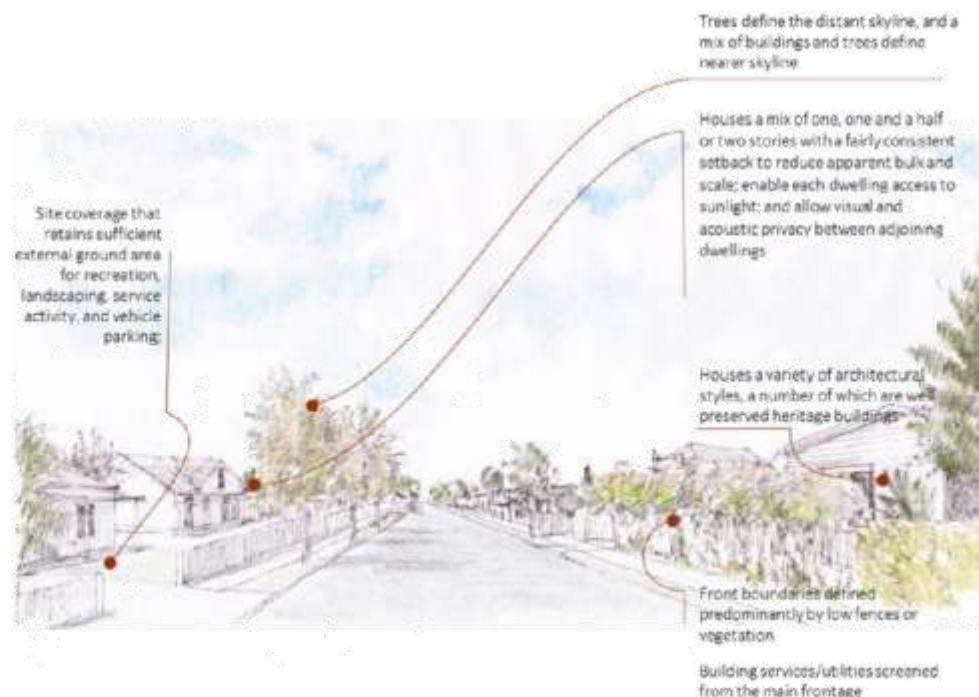 Trees define the distant skyline, and a
mix of buildings and trees define
nearer skyline
Houses a mix of one, one and a half
or two stories with a fairly consistent
setback to reduce apparent bulk and
scale; enable each dwelling access to
sunlight; and allow visual and
acoustic privacy between adjoining
dwellings
Site coverage that
retains sufficient
external ground area
for recreation,
landscaping, service
activity, and vehicle
parking;
Houses a variety of architectural
styles, a number of which are well
preserved heritage buildings
Front boundaries defined
predominantly by low fences or
vegetation
Building services/utilities screened
from the main frontage